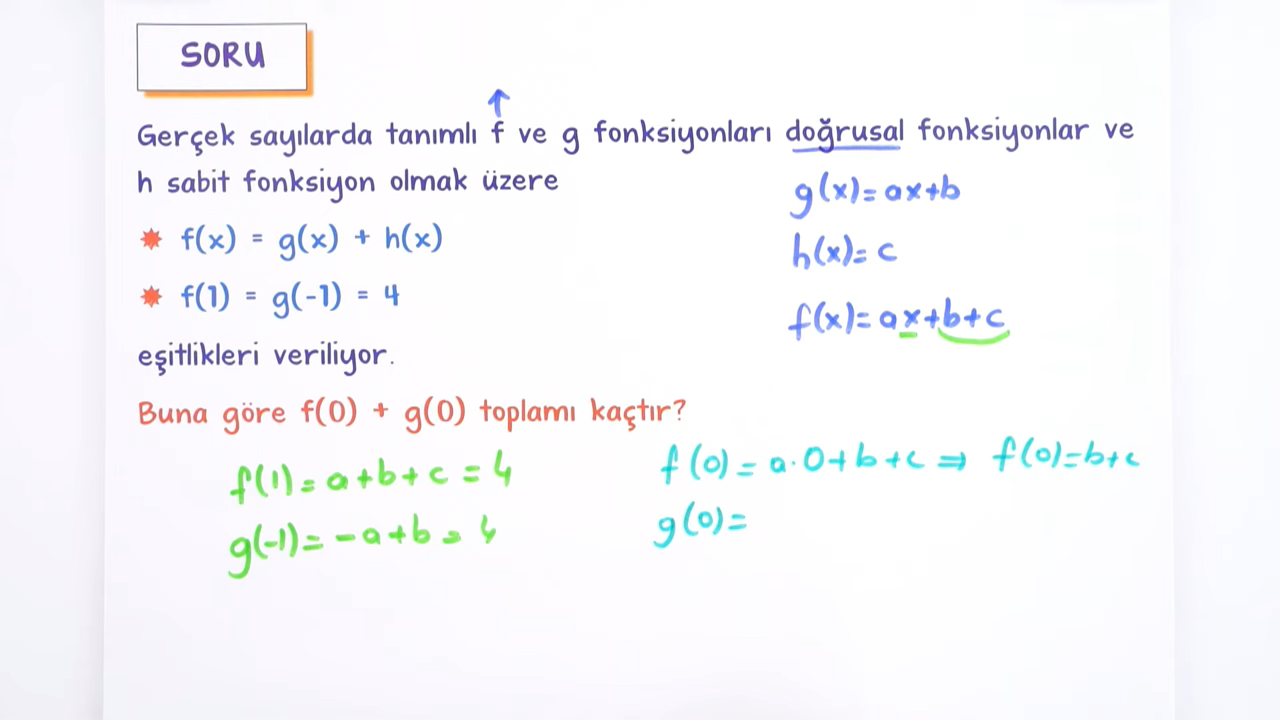 SORU
Gerçek sayılarda tanımlı f ve g fonksiyonları doğrusal fonksiyonlar ve
h sabit fonksiyon olmak üzere
f(x) = g(x) + h(x)
f(1) = g(-1) = 4
eşitlikleri veriliyor.
Buna göre f(0) + g(0) toplamı kaçtır?
g(x)=ax+b
h(x)=c
f(x)=ax+b+c
f(1)=a+b+c=4
g(-1)=-a+b=4
f(0)=a·0+b+c⇒ f(0)=b+c
g(0)=